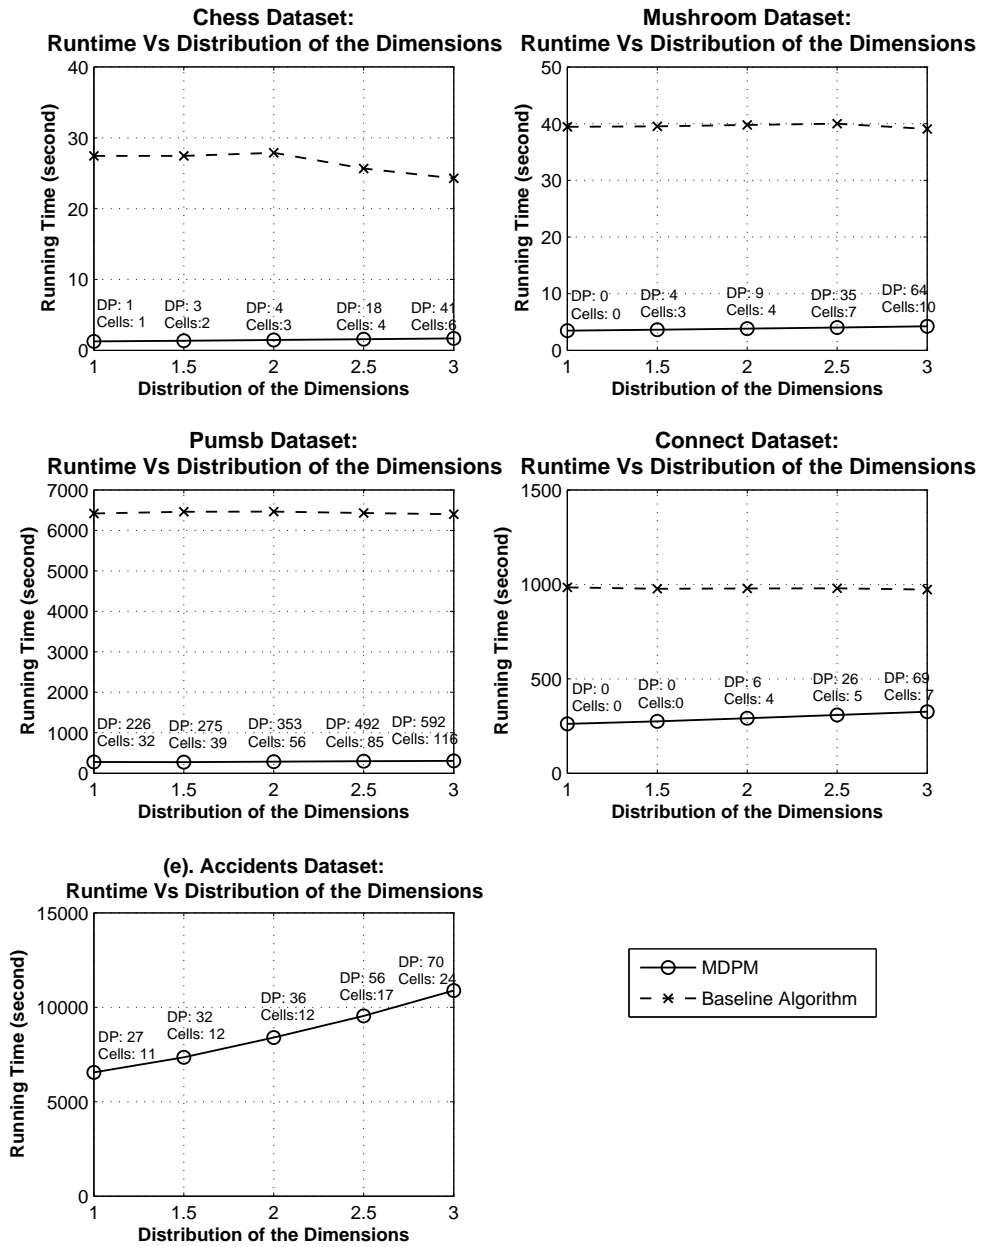 Chess Dataset:
Runtime Vs Distribution of the Dimensions
40
30
20
10
0
Running Time (second)
DP: 1
Cells: 1
DP: 3
Cells:2
DP: 4
Cells:3
DP: 18
Cells: 4
DP: 41
Cells:6
1
1.5
2
2.5
3
Distribution of the Dimensions
Mushroom Dataset:
Runtime Vs Distribution of the Dimensions
50
40
30
20
10
0
Running Time (second)
DP: 0
Cells: 0
DP: 4
Cells:3
DP: 9
Cells: 4
DP: 35
Cells:7
DP: 64
Cells:10
1
1.5
2
2.5
3
Distribution of the Dimensions
Pumsb Dataset:
Runtime Vs Distribution of the Dimensions
7000
6000
5000
4000
3000
2000
1000
0
Running Time (second)
DP: 226
Cells: 32
DP: 275
Cells: 39
DP: 353
Cells: 56
DP: 492
Cells: 85
DP: 592
Cells: 116
1
1.5
2
2.5
3
Distribution of the Dimensions
Connect Dataset:
Runtime Vs Distribution of the Dimensions
1500
1000
500
0
Running Time (second)
DP: 0
Cells: 0
DP: 0
Cells:0
DP: 6
Cells: 4
DP: 26
Cells: 5
DP: 69
Cells: 7
1
1.5
2
2.5
3
Distribution of the Dimensions
(e). Accidents Dataset:
Runtime Vs Distribution of the Dimensions
15000
10000
5000
0
Running Time (second)
DP: 27
Cells: 11
DP: 32
Cells: 12
DP: 36
Cells:12
DP: 56
Cells:17
DP: 70
Cells: 24
1
1.5
2
2.5
3
Distribution of the Dimensions
MDPM
Baseline Algorithm